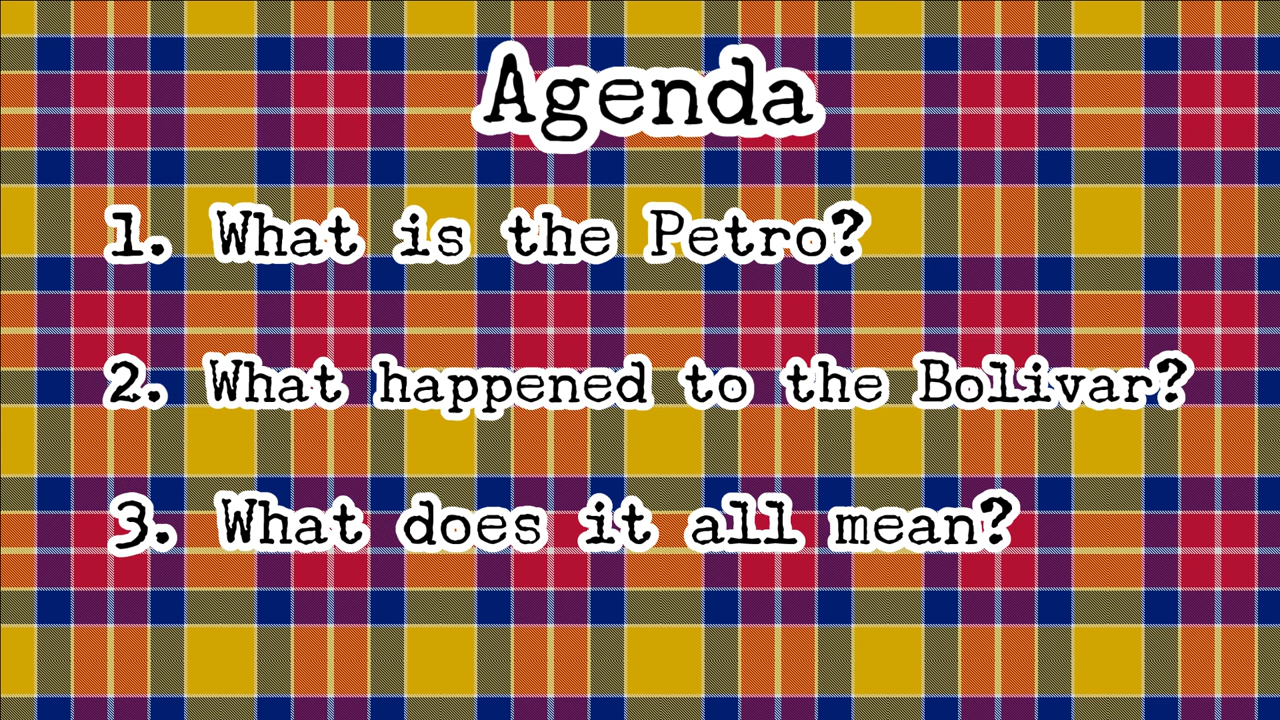 Agenda
1. What is the Petro?
2. What happened to the Bolivar?
3. What does it all mean?